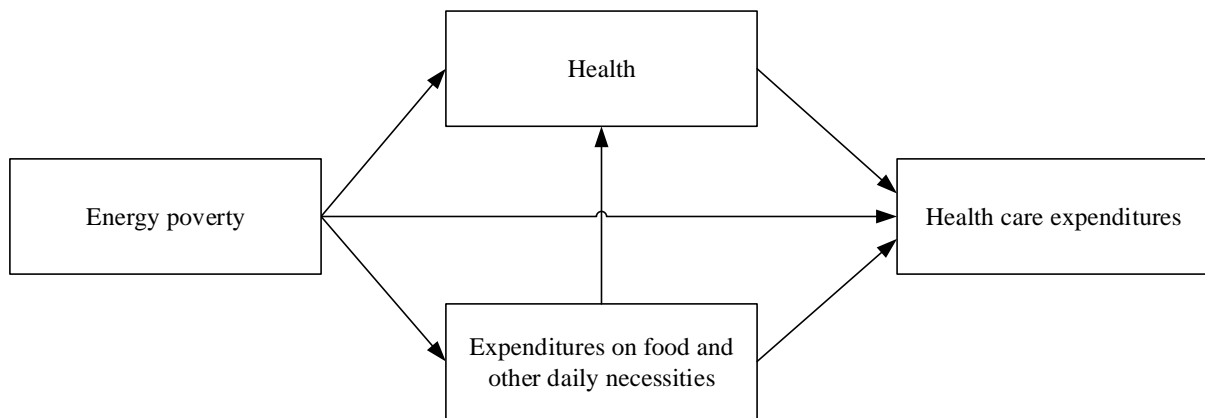 Health
Energy poverty
Health care expenditures
Expenditures on food and
other daily necessities